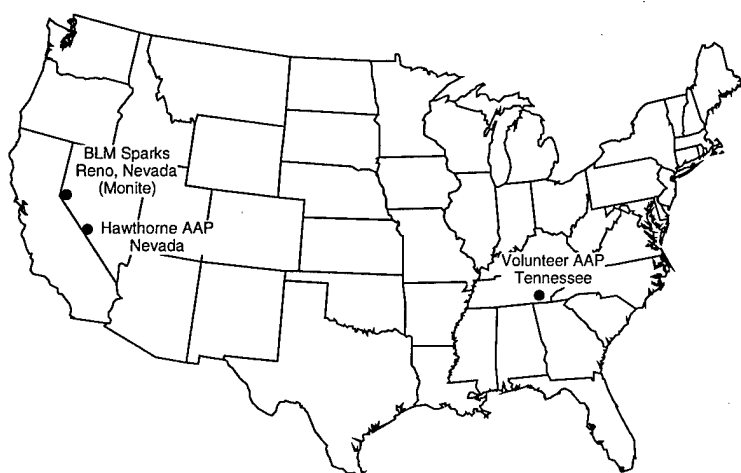 BLM Sparks
Reno, Nevada
(Monite)
Hawthorne AAP
Nevada
Volunteer AAP
Tennessee